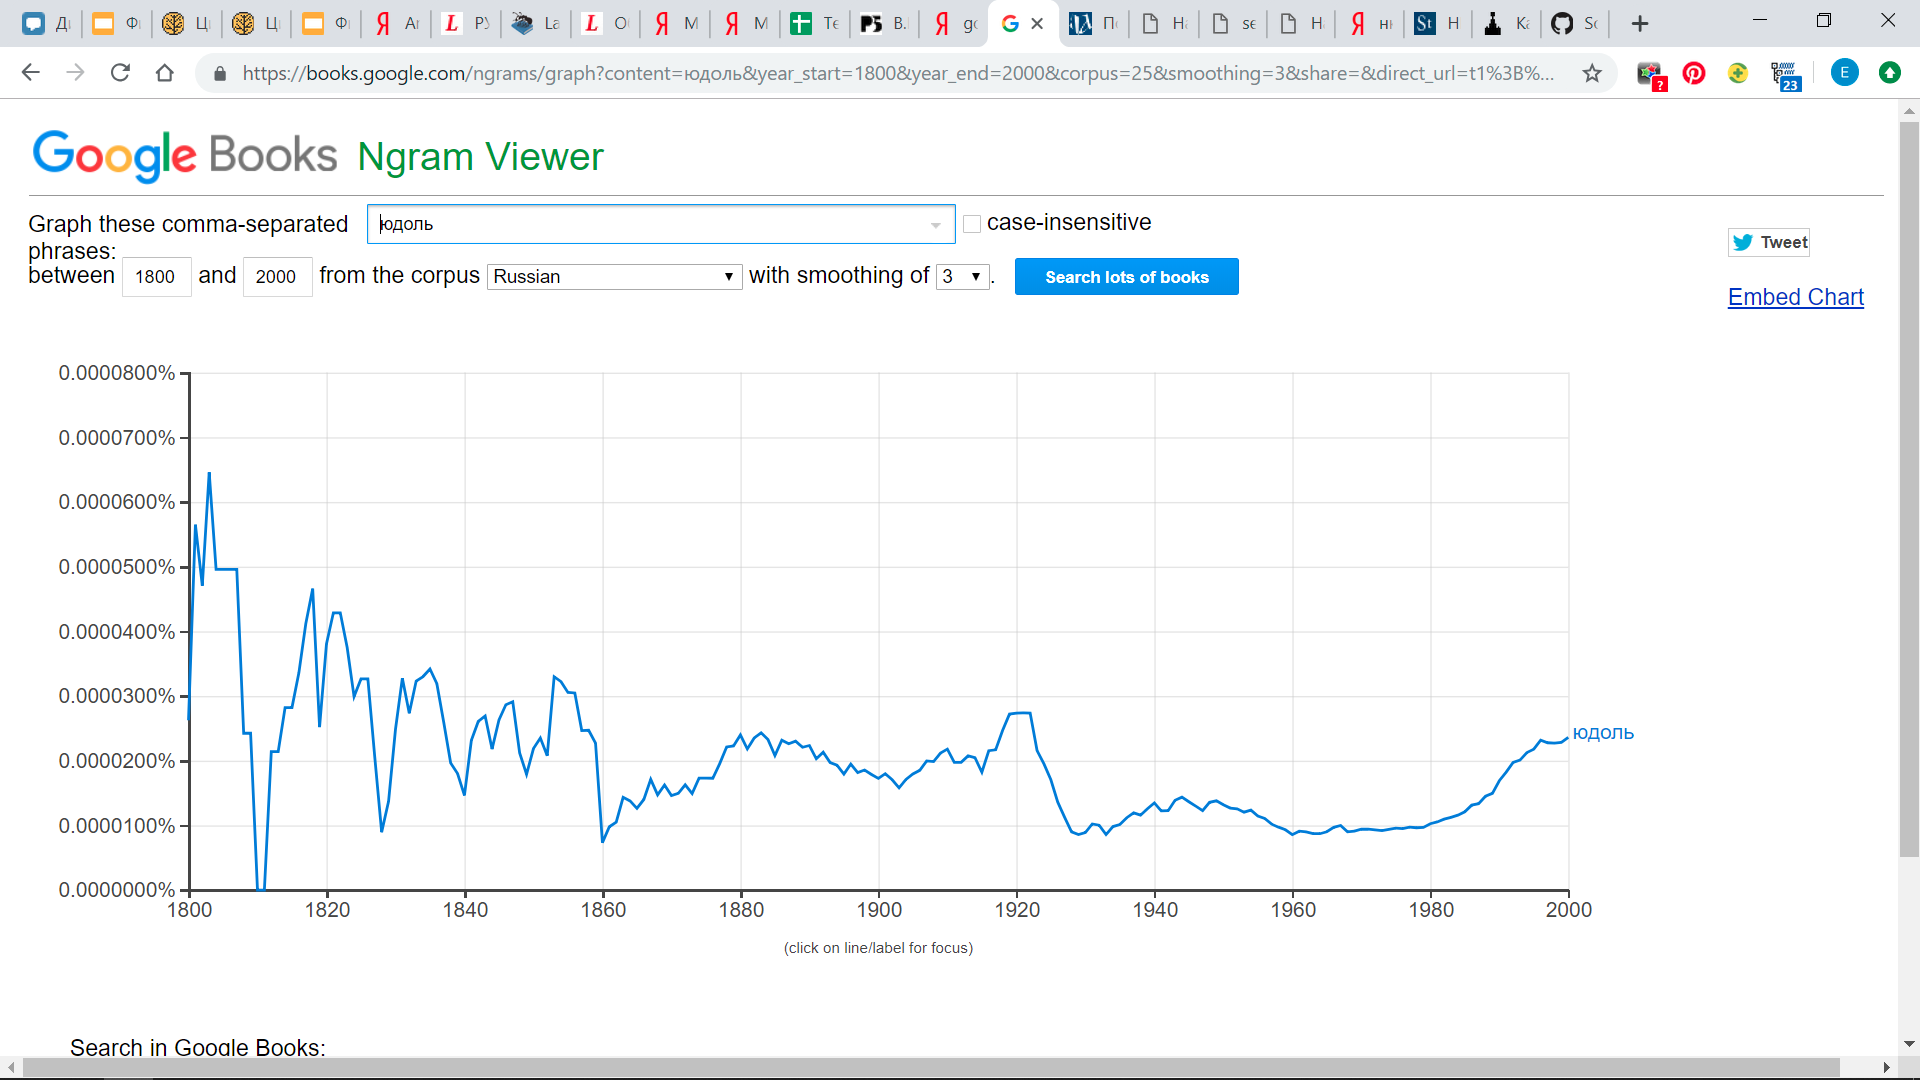 https://books.google.com/ngrams/graph?content=юдоль&year_start=1800&year_end=2000&corpus=25&smoothing=3&share=&direct_url=t1%3B%...
?
23
E
Google Books Ngram Viewer
Graph these comma-separated phrases:
юдоль
case-insensitive
between 1800 and 2000 from the corpus Russian with smoothing of 3. Search lots of books
Tweet
Embed Chart
0.0000800%
0.0000700%
0.0000600%
0.0000500%
0.0000400%
0.0000300%
0.0000200%
0.0000100%
0.0000000%
юдоль
1800 1820 1840 1860 1880 1900 1920 1940 1960 1980 2000
(click on line/label for focus)
Search in Google Books: